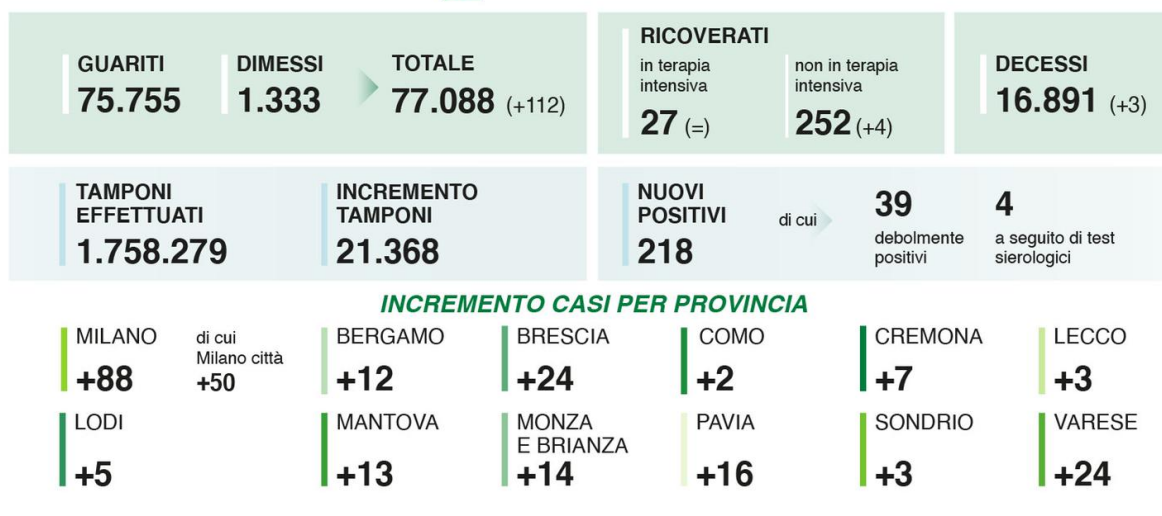 GUARITI
75.755
DIMESSI
1.333
TOTALE
77.088 (+112)
RICOVERATI
in terapia
intensiva
27 (=)
non in terapia
intensiva
252 (+4)
DECESSI
16.891 (+3)
TAMPONI
EFFETTUATI
1.758.279
INCREMENTO
TAMPONI
21.368
NUOVI
POSITIVI
218
di cui
39
debolmente
positivi
4
a seguito di test
sierologici
INCREMENTO CASI PER PROVINCIA
MILANO
+88
di cui
Milano città
+50
BERGAMO
+12
BRESCIA
+24
COMO
+2
CREMONA
+7
LECCO
+3
LODI
+5
MANTOVA
+13
MONZA
E BRIANZA
+14
PAVIA
+16
SONDRIO
+3
VARESE
+24